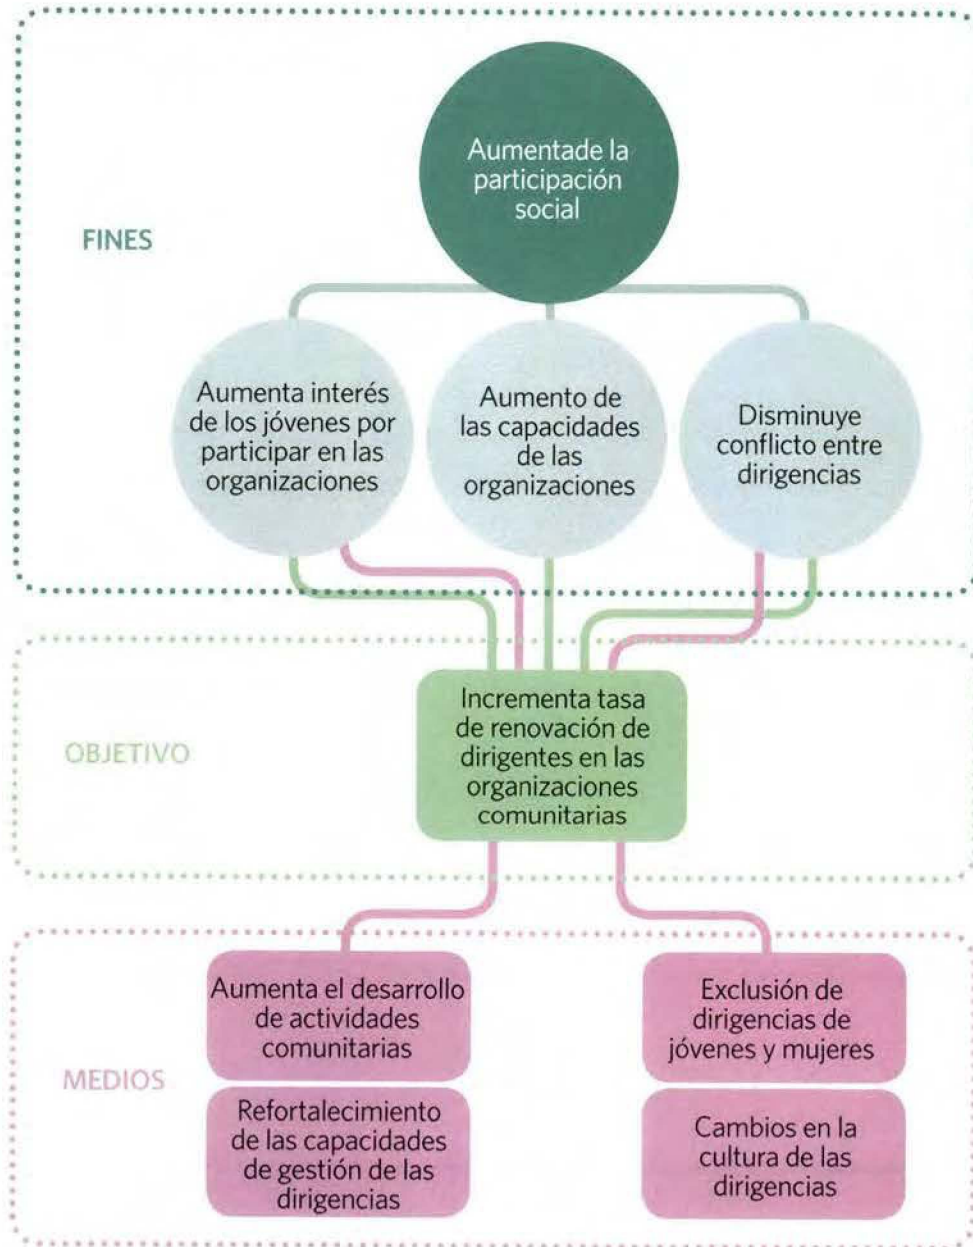 Aumentade la
participación
social
FINES
Aumenta interés
de los jóvenes por
participar en las
organizaciones
Aumento de
las capacidades
de las
organizaciones
Disminuye
conflicto entre
dirigencias
OBJETIVO
Incrementa tasa
de renovación de
dirigentes en las
organizaciones
comunitarias
MEDIOS
Aumenta el desarrollo
de actividades
comunitarias
Exclusión de
dirigencias de
jóvenes y mujeres
Refortalecimiento
de las capacidades
de gestión de las
dirigencias
Cambios en la
cultura de las
dirigencias